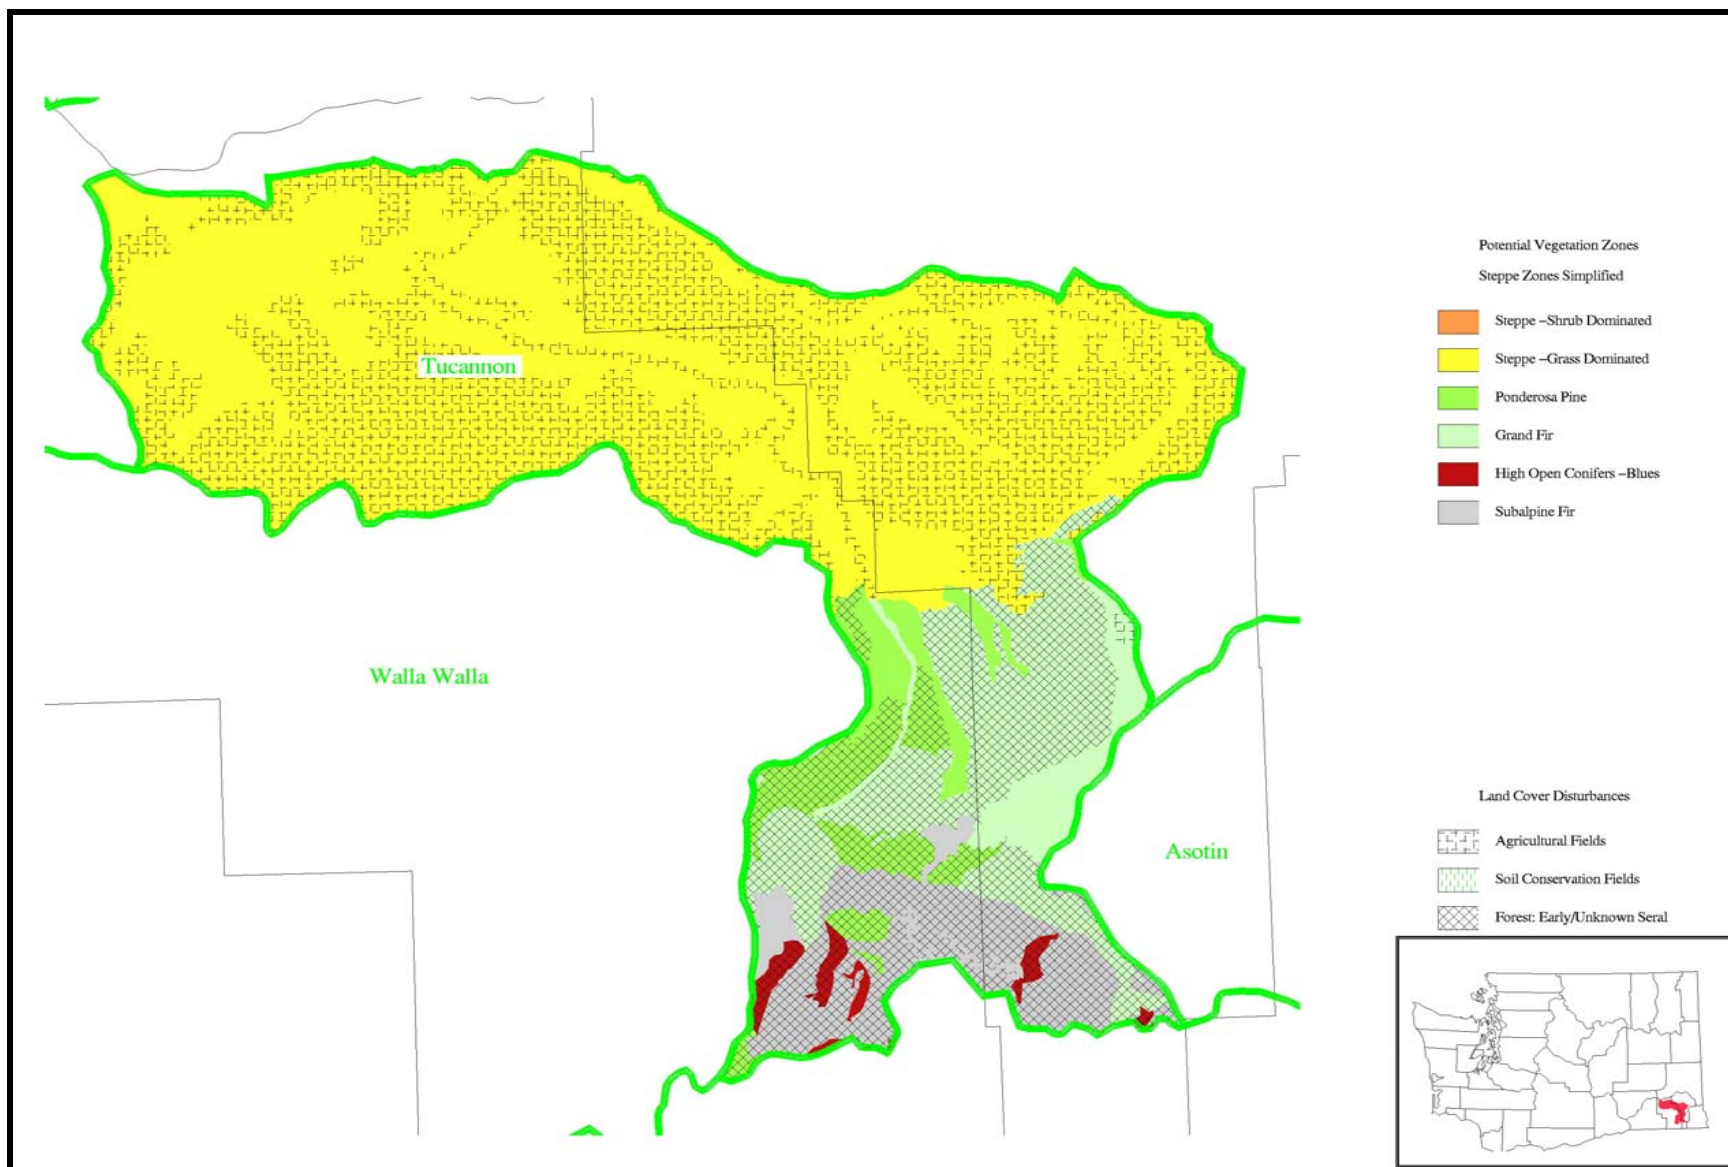 Tucannon
Walla Walla
Asotin
Potential Vegetation Zones
Steppe Zones Simplified
Steppe –Shrub Dominated
Steppe –Grass Dominated
Ponderosa Pine
Grand Fir
High Open Conifers –Blues
Subalpine Fir
Land Cover Disturbances
Agricultural Fields
Soil Conservation Fields
Forest: Early/Unknown Seral